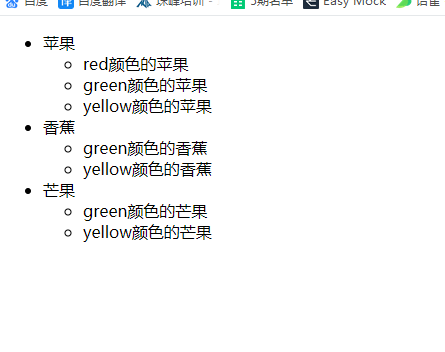 百度 百度翻译 珠峰培训 - 5期名单 Easy Mock 语雀
苹果
red颜色的苹果
green颜色的苹果
yellow颜色的苹果
香蕉
green颜色的香蕉
yellow颜色的香蕉
芒果
green颜色的芒果
yellow颜色的芒果